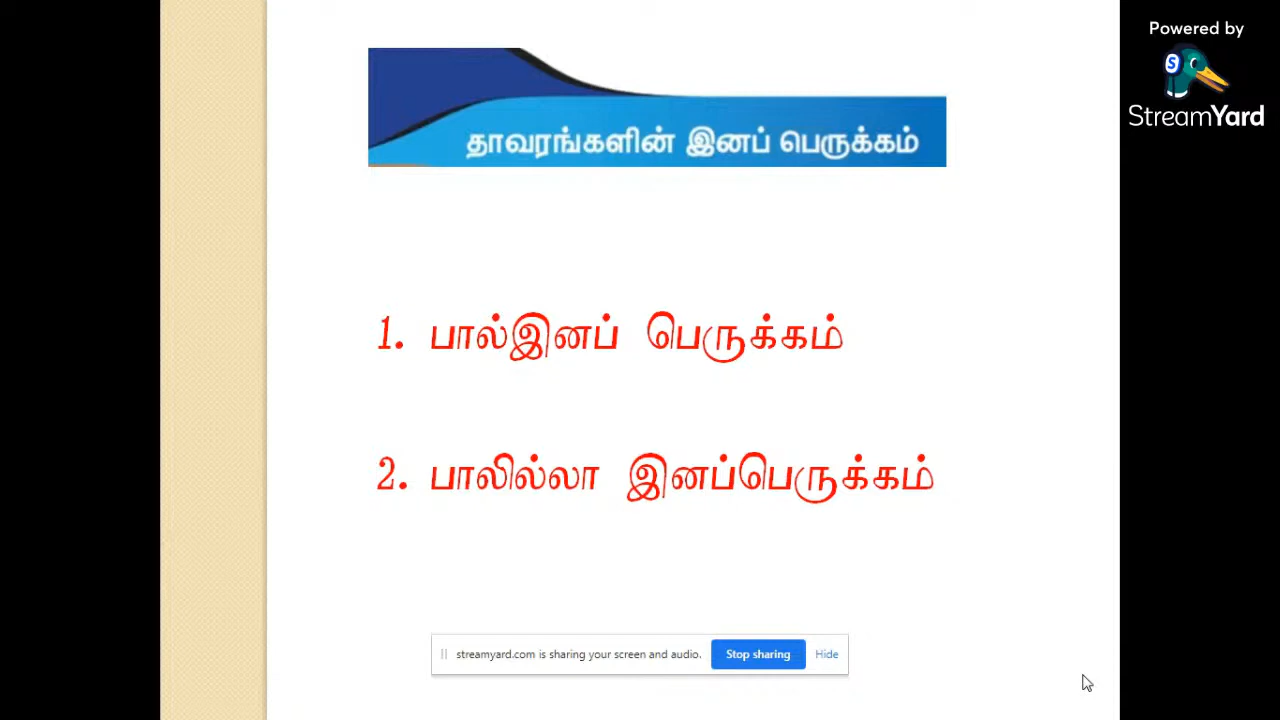 Powered by
StreamYard
தாவரங்களின் இனப் பெருக்கம்
1. பால்இனப் பெருக்கம்
2. பாலில்லா இனப்பெருக்கம்
streamyard.com is sharing your screen and audio. Stop sharing Hide